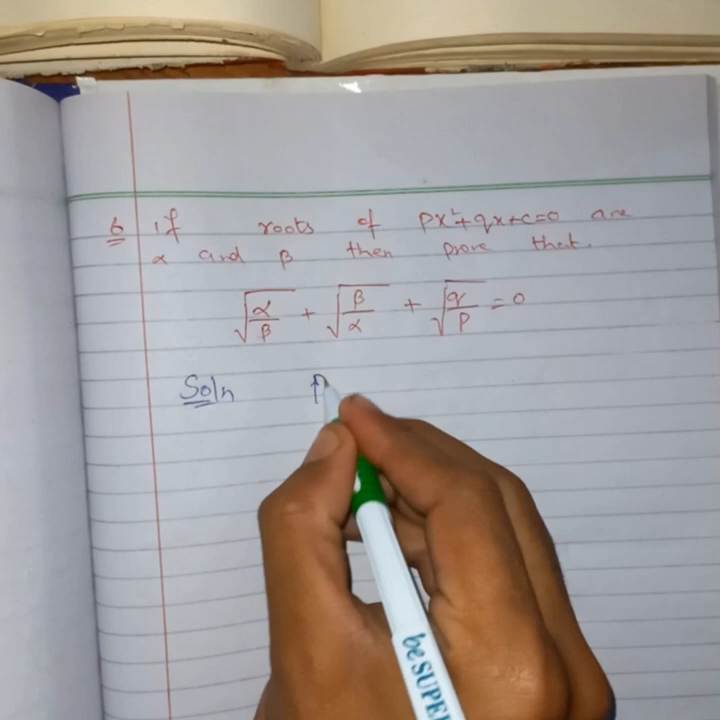 6 If roots of px²+qx+c=0 are
α and β then prove that.
√α/β + √β/α + √q/p = 0
Soln p
be SUPER